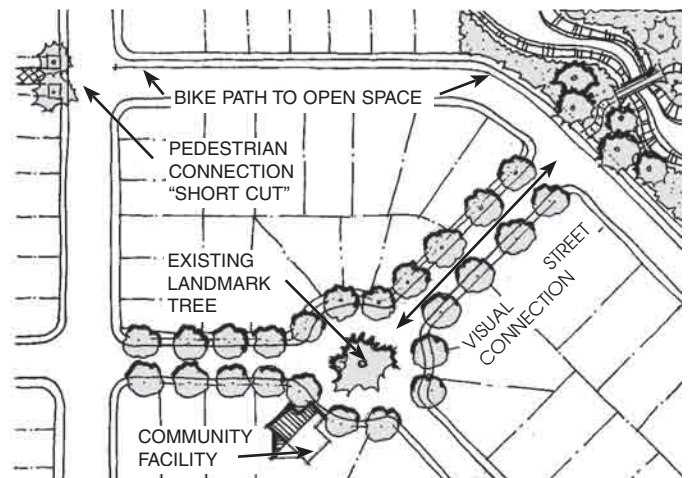 BIKE PATH TO OPEN SPACE
PEDESTRIAN
CONNECTION
“SHORT CUT”
EXISTING
LANDMARK
TREE
STREET
VISUAL
CONNECTION
COMMUNITY
FACILITY